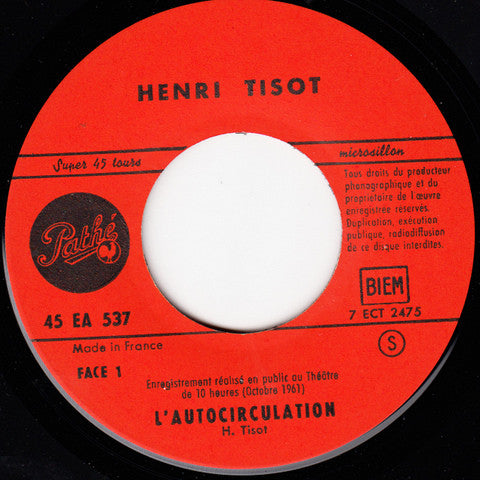 HENRI TISOT
Super 45 tours
microsillon
Tous droits du producteur
phonographique et du
propriétaire de l'œuvre
enregistrée réservés.
Duplication, exécution
publique, radiodiffusion
de ce disque interdites.
Pathé
BIEM
45 EA 537
7 ECT 2475
Made in France
S
FACE 1
Enregistrement réalisé en public au Théâtre
de 10 heures (Octobre 1961)
L'AUTOCIRCULATION
H. Tisot